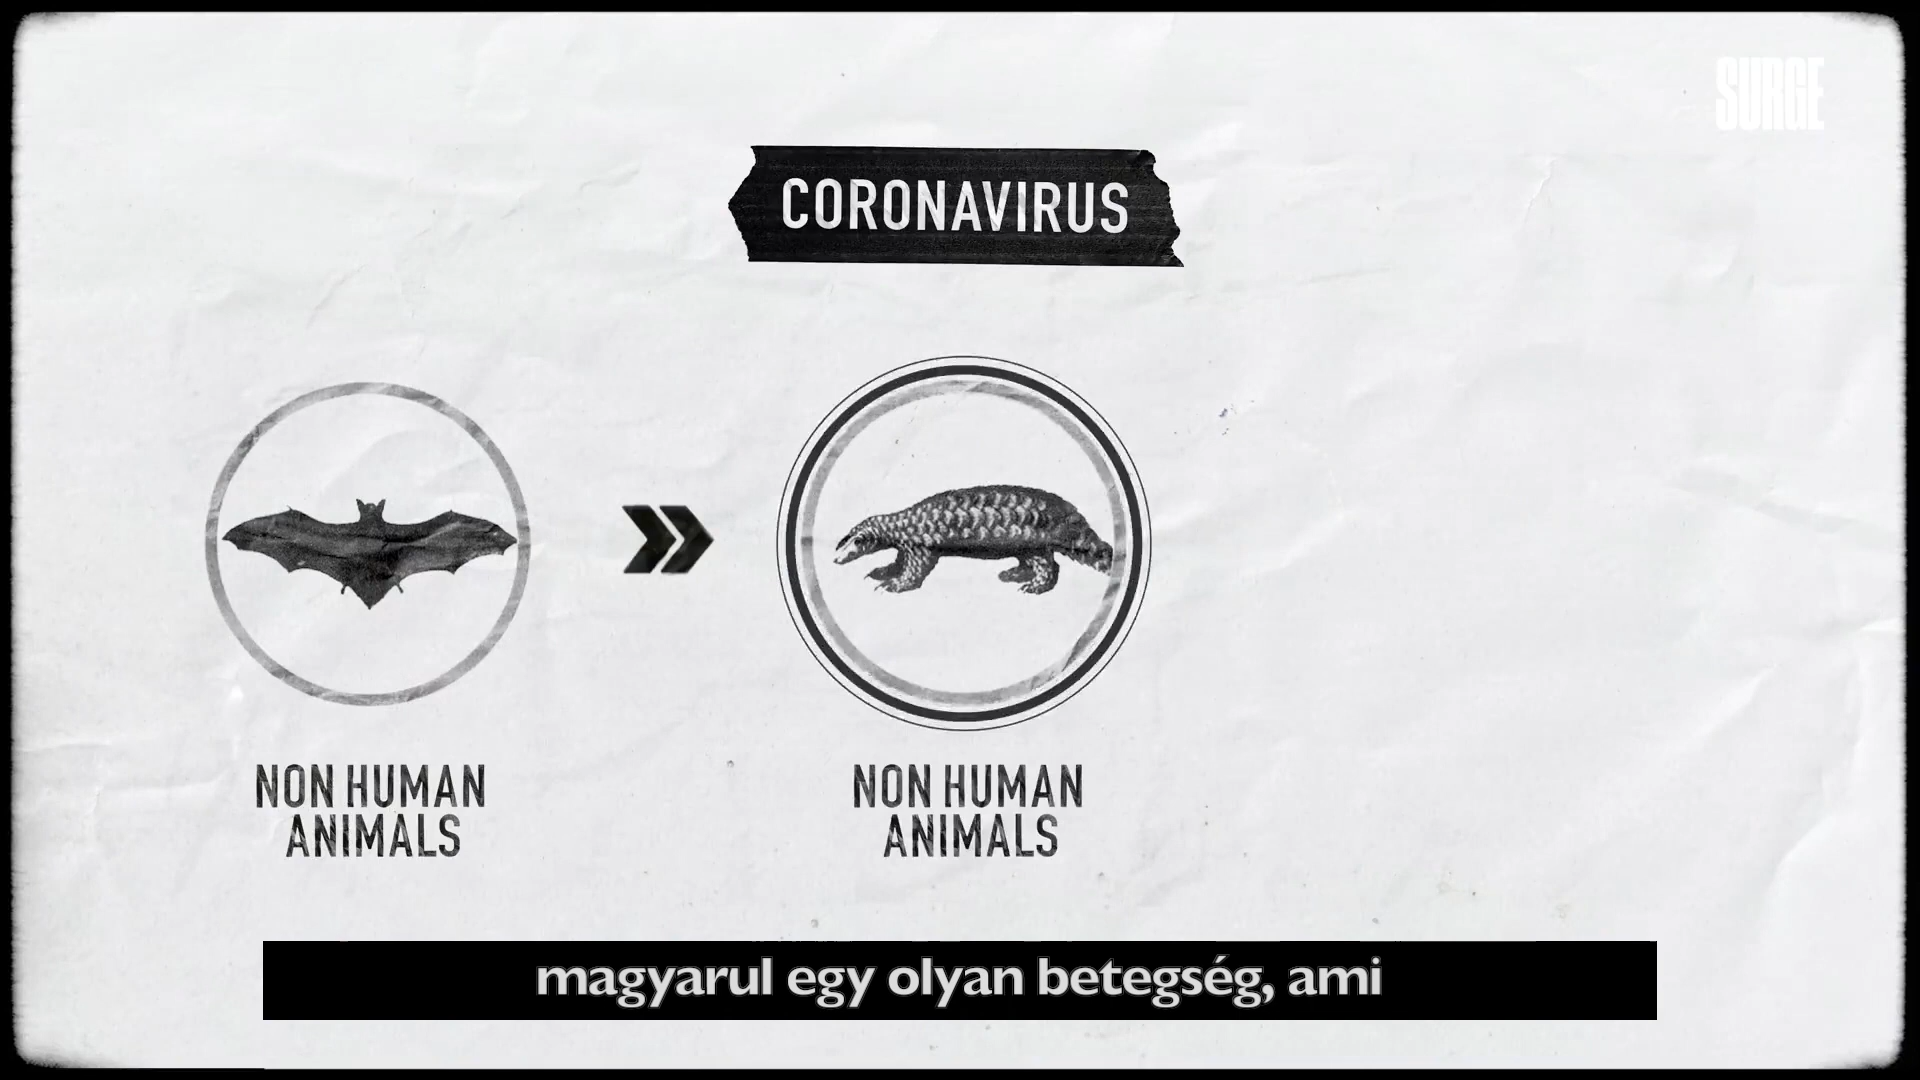 SURGE
CORONAVIRUS
NON HUMAN
ANIMALS
NON HUMAN
ANIMALS
magyarul egy olyan betegség, ami